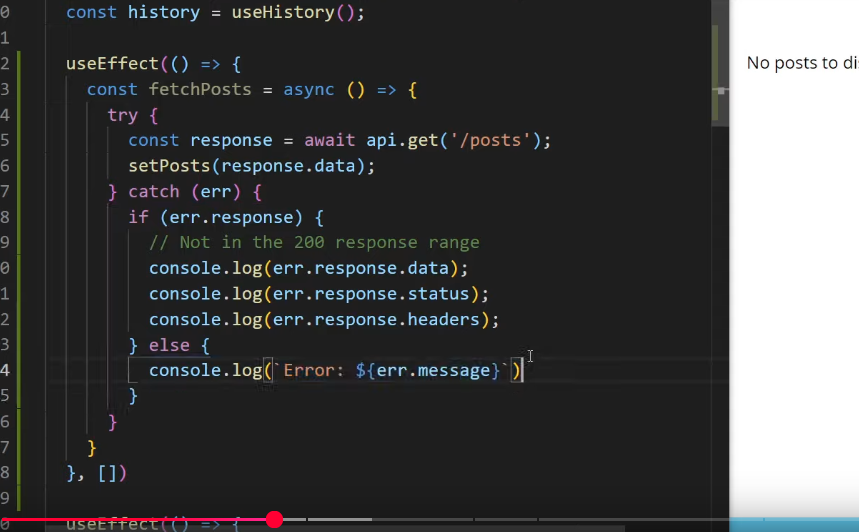 0 const history = useHistory();
1
2 useEffect(() => {
3 const fetchPosts = async () => {
4 try {
5 const response = await api.get('/posts');
6 setPosts(response.data);
7 } catch (err) {
8 if (err.response) {
9 // Not in the 200 response range
0 console.log(err.response.data);
1 console.log(err.response.status);
2 console.log(err.response.headers);
3 } else {
4 console.log(`Error: ${err.message}`)
5 }
6 }
7 }
8 }, [])
9
0 useEffect(() => {
No posts to dis